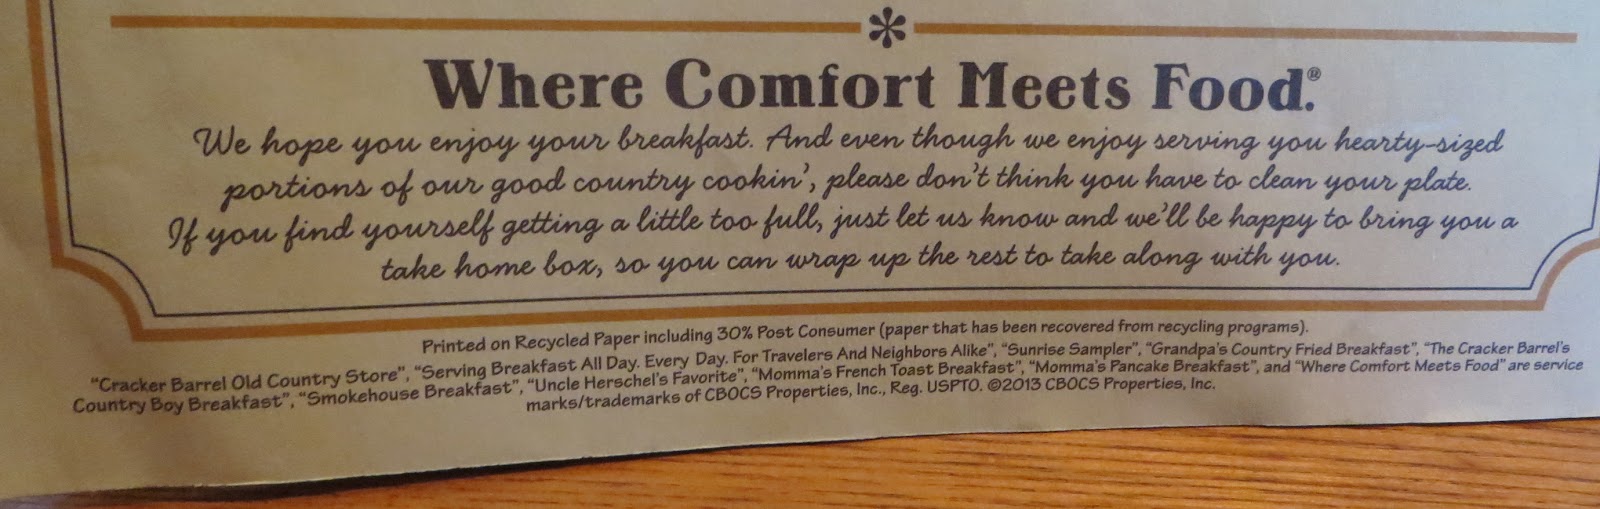 Where Comfort Meets Food.®
We hope you enjoy your breakfast. And even though we enjoy serving you hearty-sized
portions of our good country cookin', please don't think you have to clean your plate.
If you find yourself getting a little too full, just let us know and we'll be happy to bring you a
take home box, so you can wrap up the rest to take along with you.
Printed on Recycled Paper including 30% Post Consumer (paper that has been recovered from recycling programs).
"Cracker Barrel Old Country Store", "Serving Breakfast All Day. Every Day. For Travelers And Neighbors Alike", "Sunrise Sampler", "Grandpa's Country Fried Breakfast", "The Cracker Barrel's
Country Boy Breakfast", "Smokehouse Breakfast", "Uncle Herschel's Favorite", "Momma's French Toast Breakfast", "Momma's Pancake Breakfast", and "Where Comfort Meets Food" are service
marks/trademarks of CBOCS Properties, Inc., Reg. USPTO. ©2013 CBOCS Properties, Inc.